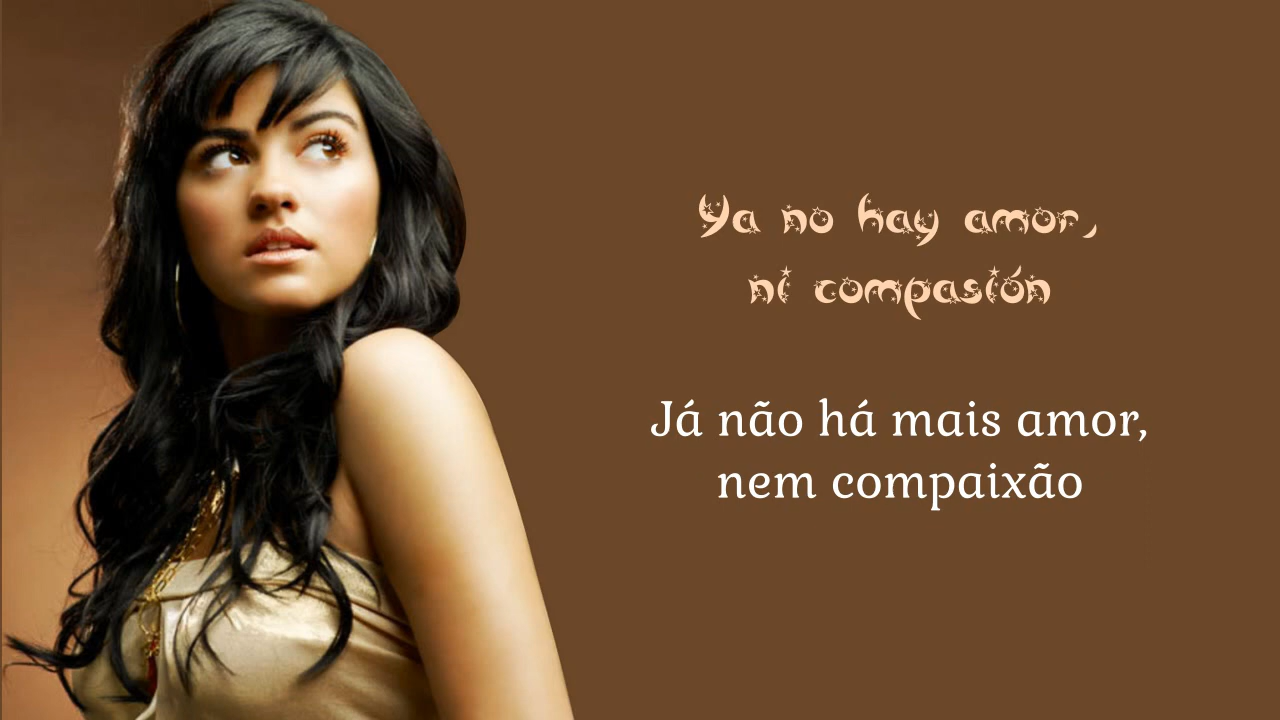 Ya no hay amor,
ni compasión
Já não há mais amor,
nem compaixão